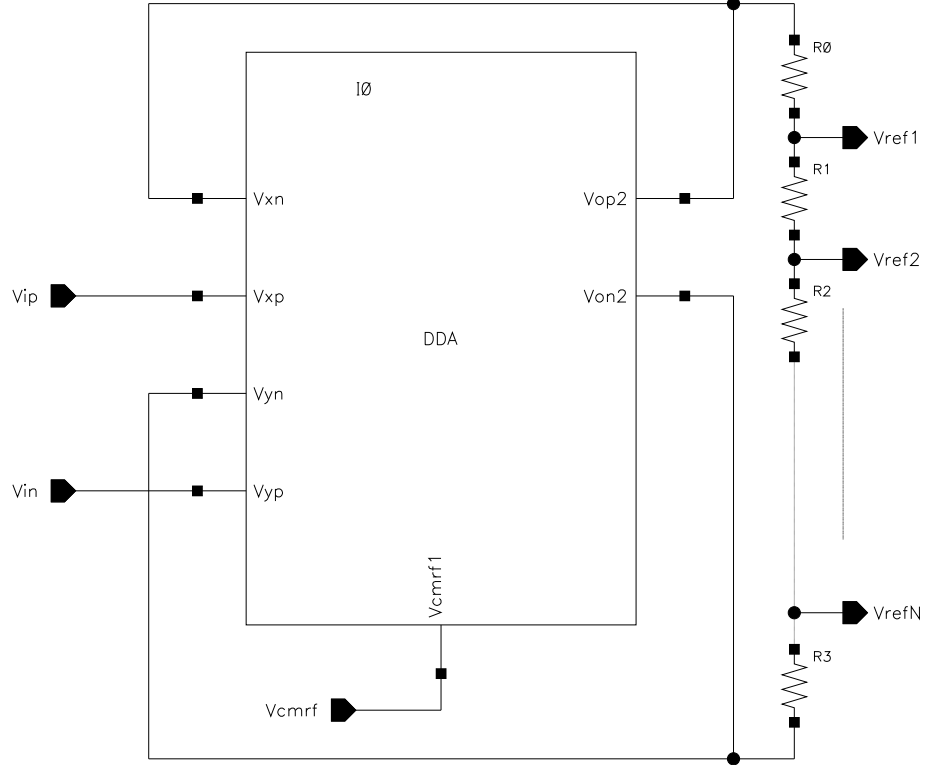 R0
I0
Vref1
R1
Vxn
Vop2
Vref2
R2
Vip
Vxp
Von2
DDA
Vyn
Vin
Vyp
Vcmrf1
VrefN
R3
Vcmrf